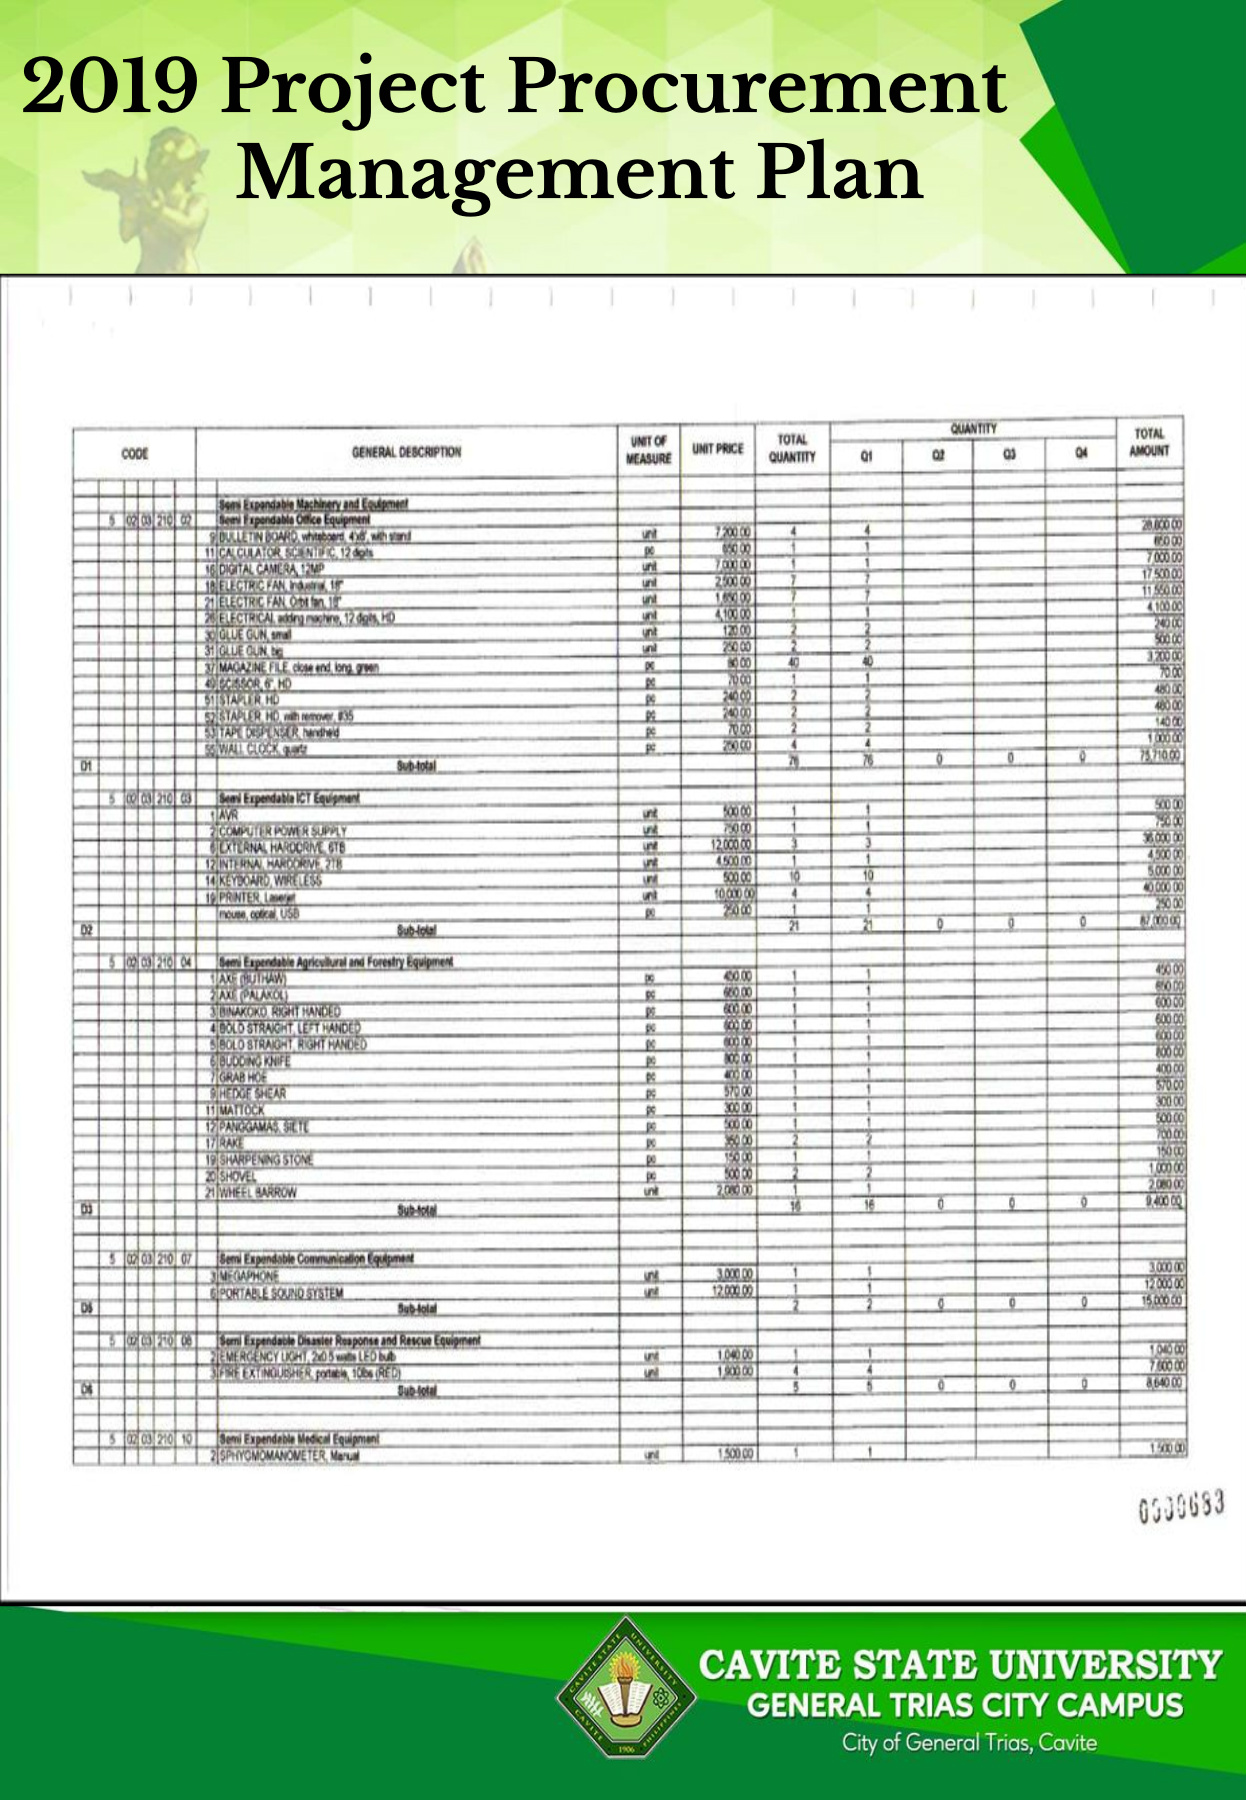 2019 Project Procurement
Management Plan
CODE GENERAL DESCRIPTION UNIT OF MEASURE UNIT PRICE TOTAL QUANTITY QUANTITY Q1 Q2 Q3 Q4 TOTAL AMOUNT
Semi Expendable Machinery and Equipment
5 02 03 210 02 Semi Expendable Office Equipment
9 BULLETIN BOARD, whiteboard, 4x8', with stand unit 7,200.00 4 4 28,800.00
11 CALCULATOR, SCIENTIFIC, 12 digits pc 650.00 1 1 650.00
16 DIGITAL CAMERA, 12MP unit 7,000.00 1 1 7,000.00
18 ELECTRIC FAN, Industrial, 18" unit 2,500.00 7 7 17,500.00
21 ELECTRIC FAN, Orbit fan, 18" unit 1,650.00 7 7 11,550.00
26 ELECTRICAL adding machine, 12 digits, HD unit 4,100.00 1 1 4,100.00
30 GLUE GUN, small unit 120.00 2 2 240.00
31 GLUE GUN, big unit 250.00 2 2 500.00
37 MAGAZINE FILE, close end, long, green pc 80.00 40 40 3,200.00
49 SCISSOR, 6" HD pc 70.00 1 1 70.00
51 STAPLER, HD pc 240.00 2 2 480.00
52 STAPLER, HD, with remover, #35 pc 240.00 2 2 480.00
53 TAPE DISPENSER, handheld pc 70.00 2 2 140.00
55 WALL CLOCK, quartz pc 250.00 4 4 1,000.00
D1 Sub-total 76 76 0 0 0 75,710.00
5 02 03 210 03 Semi Expendable ICT Equipment
1 AVR unit 500.00 1 1 500.00
2 COMPUTER POWER SUPPLY unit 750.00 1 1 750.00
6 EXTERNAL HARDDRIVE, 6TB unit 12,000.00 3 3 36,000.00
12 INTERNAL HARDDRIVE, 2TB unit 4,500.00 1 1 4,500.00
14 KEYBOARD, WIRELESS unit 500.00 10 10 5,000.00
19 PRINTER, Laserjet unit 10,000.00 4 4 40,000.00
mouse, optical, USB pc 250.00 1 1 250.00
D2 Sub-total 21 21 0 0 0 87,000.00
5 02 03 210 04 Semi Expendable Agricultural and Forestry Equipment
1 AXE (BUTHAW) pc 450.00 1 1 450.00
2 AXE (PALAKOL) pc 650.00 1 1 650.00
3 BINAKOKO, RIGHT HANDED pc 600.00 1 1 600.00
4 BOLO STRAIGHT, LEFT HANDED pc 600.00 1 1 600.00
5 BOLO STRAIGHT, RIGHT HANDED pc 600.00 1 1 600.00
6 BUDDING KNIFE pc 800.00 1 1 800.00
7 GRAB HOE pc 400.00 1 1 400.00
8 HEDGE SHEAR pc 570.00 1 1 570.00
11 MATTOCK pc 300.00 1 1 300.00
12 PANGGAMAS, SIETE pc 500.00 1 1 500.00
17 RAKE pc 350.00 2 2 700.00
19 SHARPENING STONE pc 150.00 1 1 150.00
20 SHOVEL pc 500.00 2 2 1,000.00
21 WHEEL BARROW unit 2,080.00 1 1 2,080.00
D3 Sub-total 16 16 0 0 0 9,400.00
5 02 03 210 07 Semi Expendable Communication Equipment
3 MEGAPHONE unit 3,000.00 1 1 3,000.00
6 PORTABLE SOUND SYSTEM unit 12,000.00 1 1 12,000.00
D5 Sub-total 2 2 0 0 0 15,000.00
5 02 03 210 08 Semi Expendable Disaster Response and Rescue Equipment
2 EMERGENCY LIGHT, 2x0.5 watts LED bulb unit 1,040.00 1 1 1,040.00
3 FIRE EXTINGUISHER, portable, 10lbs (RED) unit 1,900.00 4 4 7,600.00
D6 Sub-total 5 5 0 0 0 8,640.00
5 02 03 210 10 Semi Expendable Medical Equipment
2 SPHYGMOMANOMETER, Manual unit 1,500.00 1 1 1,500.00
0000683
CAVITE STATE UNIVERSITY
CAVITE PHILIPPINES
1906
CAVITE STATE UNIVERSITY
GENERAL TRIAS CITY CAMPUS
City of General Trias, Cavite